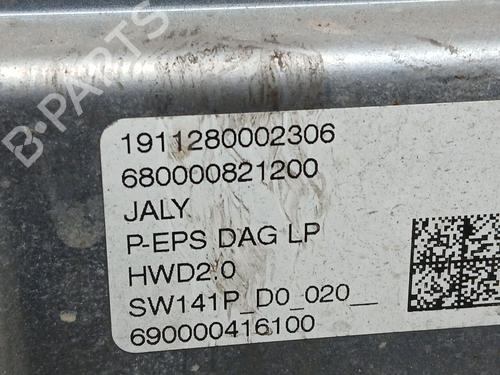 B-PARTS
1911280002306
680000821200
JALY
P-EPS DAG LP
HWD2.0
SW141P_D0_020__
690000416100